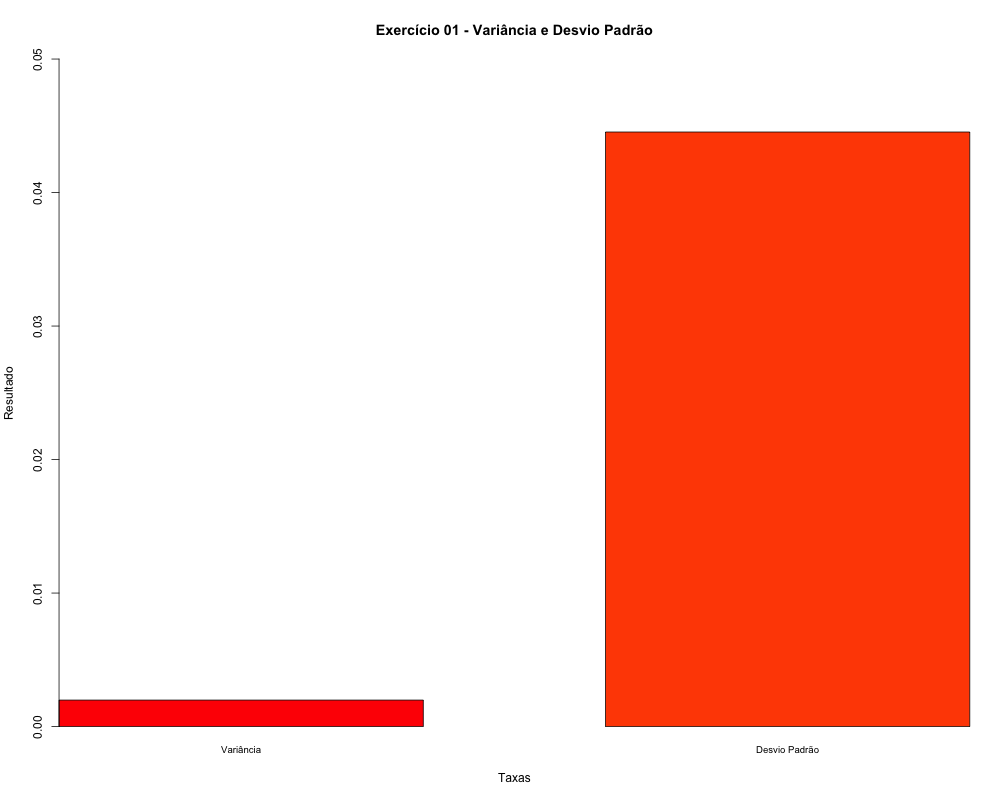 Exercício 01 - Variância e Desvio Padrão
0.05
0.04
0.03
0.02
0.01
0.00
Resultado
Variância
Desvio Padrão
Taxas